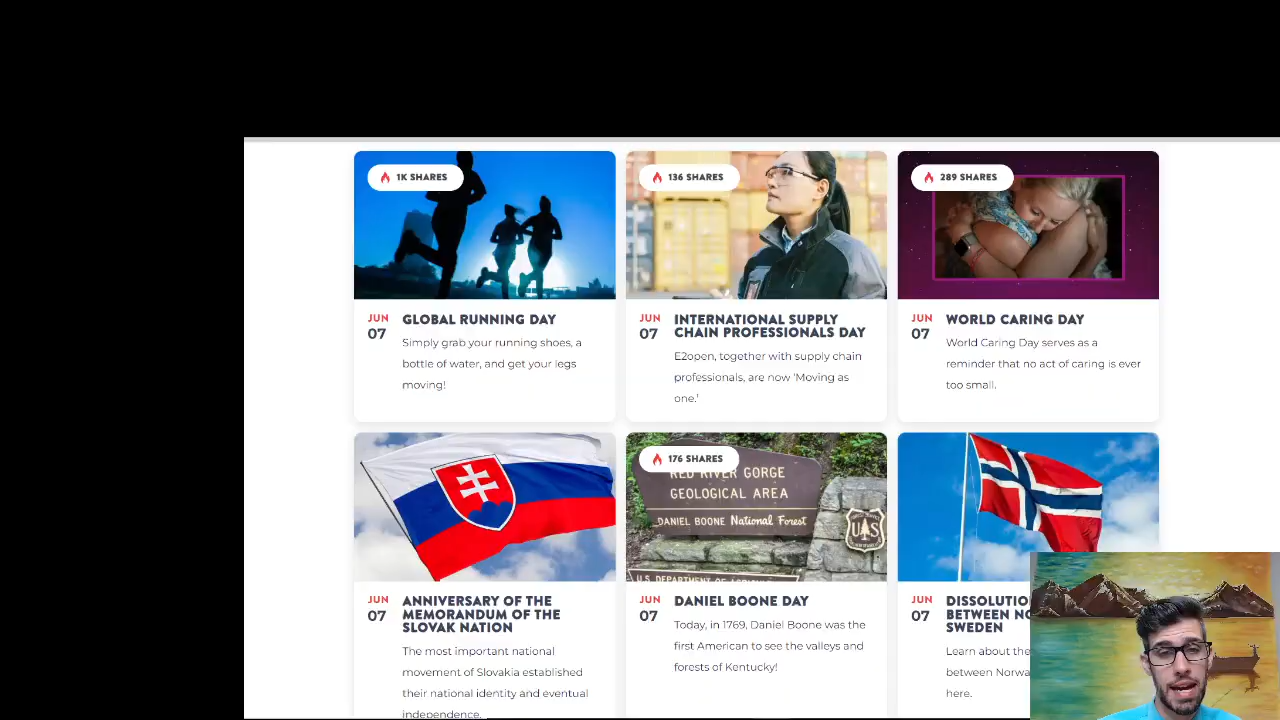 1K SHARES
136 SHARES
289 SHARES
JUN
07
GLOBAL RUNNING DAY
Simply grab your running shoes, a
bottle of water, and get your legs
moving!
JUN
07
INTERNATIONAL SUPPLY
CHAIN PROFESSIONALS DAY
E2open, together with supply chain
professionals, are now ‘Moving as
one.’
JUN
07
WORLD CARING DAY
World Caring Day serves as a
reminder that no act of caring is ever
too small.
176 SHARES
RED RIVER GORGE
GEOLOGICAL AREA
DANIEL BOONE National Forest
U.S. DEPARTMENT OF
U S
JUN
07
ANNIVERSARY OF THE
MEMORANDUM OF THE
SLOVAK NATION
The most important national
movement of Slovakia established
their national identity and eventual
independence.
JUN
07
DANIEL BOONE DAY
Today, in 1769, Daniel Boone was the
first American to see the valleys and
forests of Kentucky!
JUN
07
BETWEEN
SWEDEN
Learn about the
between
here.